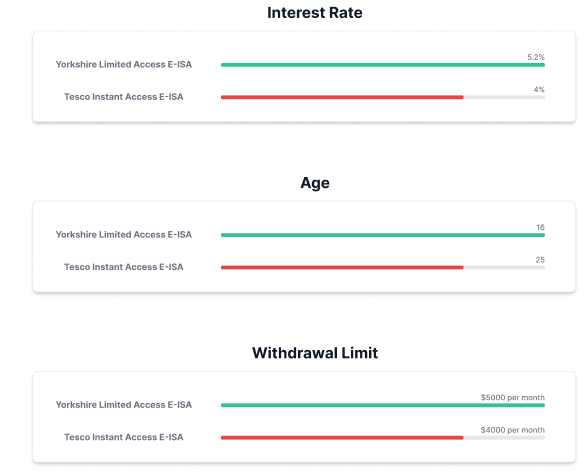 Interest Rate
Yorkshire Limited Access E-ISA
5.2%
Tesco Instant Access E-ISA
4%
Age
Yorkshire Limited Access E-ISA
16
Tesco Instant Access E-ISA
25
Withdrawal Limit
Yorkshire Limited Access E-ISA
$5000 per month
Tesco Instant Access E-ISA
$4000 per month